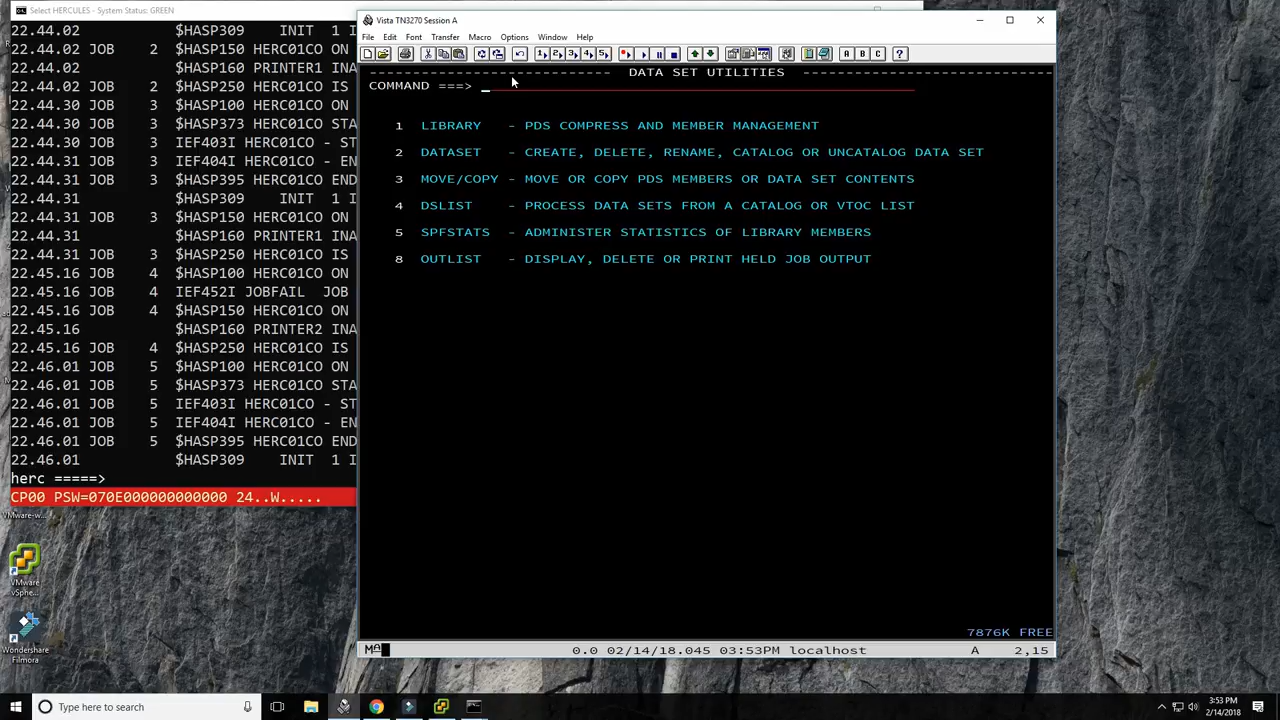 Select HERCULES - System Status: GREEN
22.44.02 $HASP309 INIT 1 I
22.44.02 JOB 2 $HASP150 HERC01CO ON
22.44.02 $HASP160 PRINTER1 INA
22.44.02 JOB 2 $HASP250 HERC01CO IS
22.44.30 JOB 3 $HASP100 HERC01CO ON
22.44.30 JOB 3 $HASP373 HERC01CO STA
22.44.30 JOB 3 IEF403I HERC01CO - ST
22.44.31 JOB 3 IEF404I HERC01CO - EN
22.44.31 JOB 3 $HASP395 HERC01CO END
22.44.31 $HASP309 INIT 1 I
22.44.31 JOB 3 $HASP150 HERC01CO ON
22.44.31 $HASP160 PRINTER1 INA
22.44.31 JOB 3 $HASP250 HERC01CO IS
22.45.16 JOB 4 $HASP100 HERC01CO ON
22.45.16 JOB 4 IEF452I JOBFAIL JOB
22.45.16 JOB 4 $HASP150 HERC01CO ON
22.45.16 $HASP160 PRINTER2 INA
22.45.16 JOB 4 $HASP250 HERC01CO IS
22.46.01 JOB 5 $HASP100 HERC01CO ON
22.46.01 JOB 5 $HASP373 HERC01CO STA
22.46.01 JOB 5 IEF403I HERC01CO - ST
22.46.01 JOB 5 IEF404I HERC01CO - EN
22.46.01 JOB 5 $HASP395 HERC01CO END
22.46.01 $HASP309 INIT 1 I
herc =====>
CP00 PSW=070E000000000000 24..W.....
VMware-w...
VMware
vSphe...
Wondershare
Filmora
Vista TN3270 Session A
File Edit Font Transfer Macro Options Window Help
1 2 3 4 5 A B C ?
------------------------- DATA SET UTILITIES -----------------------------
COMMAND ===> _
1 LIBRARY - PDS COMPRESS AND MEMBER MANAGEMENT
2 DATASET - CREATE, DELETE, RENAME, CATALOG OR UNCATALOG DATA SET
3 MOVE/COPY - MOVE OR COPY PDS MEMBERS OR DATA SET CONTENTS
4 DSLIST - PROCESS DATA SETS FROM A CATALOG OR VTOC LIST
5 SPFSTATS - ADMINISTER STATISTICS OF LIBRARY MEMBERS
8 OUTLIST - DISPLAY, DELETE OR PRINT HELD JOB OUTPUT
7876K FREE
0.0 02/14/18.045 03:53PM localhost A 2,15
Type here to search
3:53 PM
2/14/2018